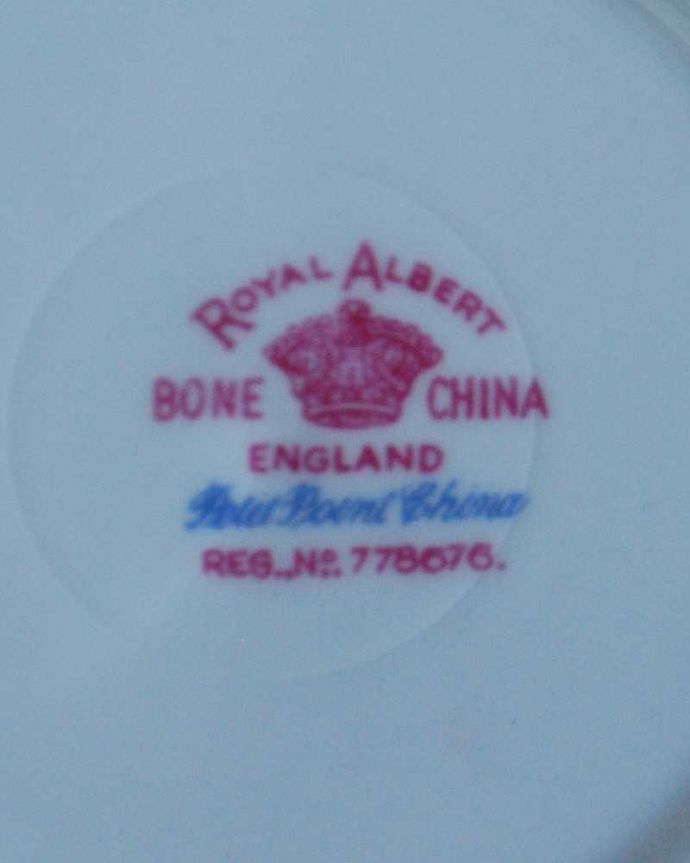 ROYAL ALBERT
BONE CHINA
ENGLAND
Petit Point China
REG., No. 778676.